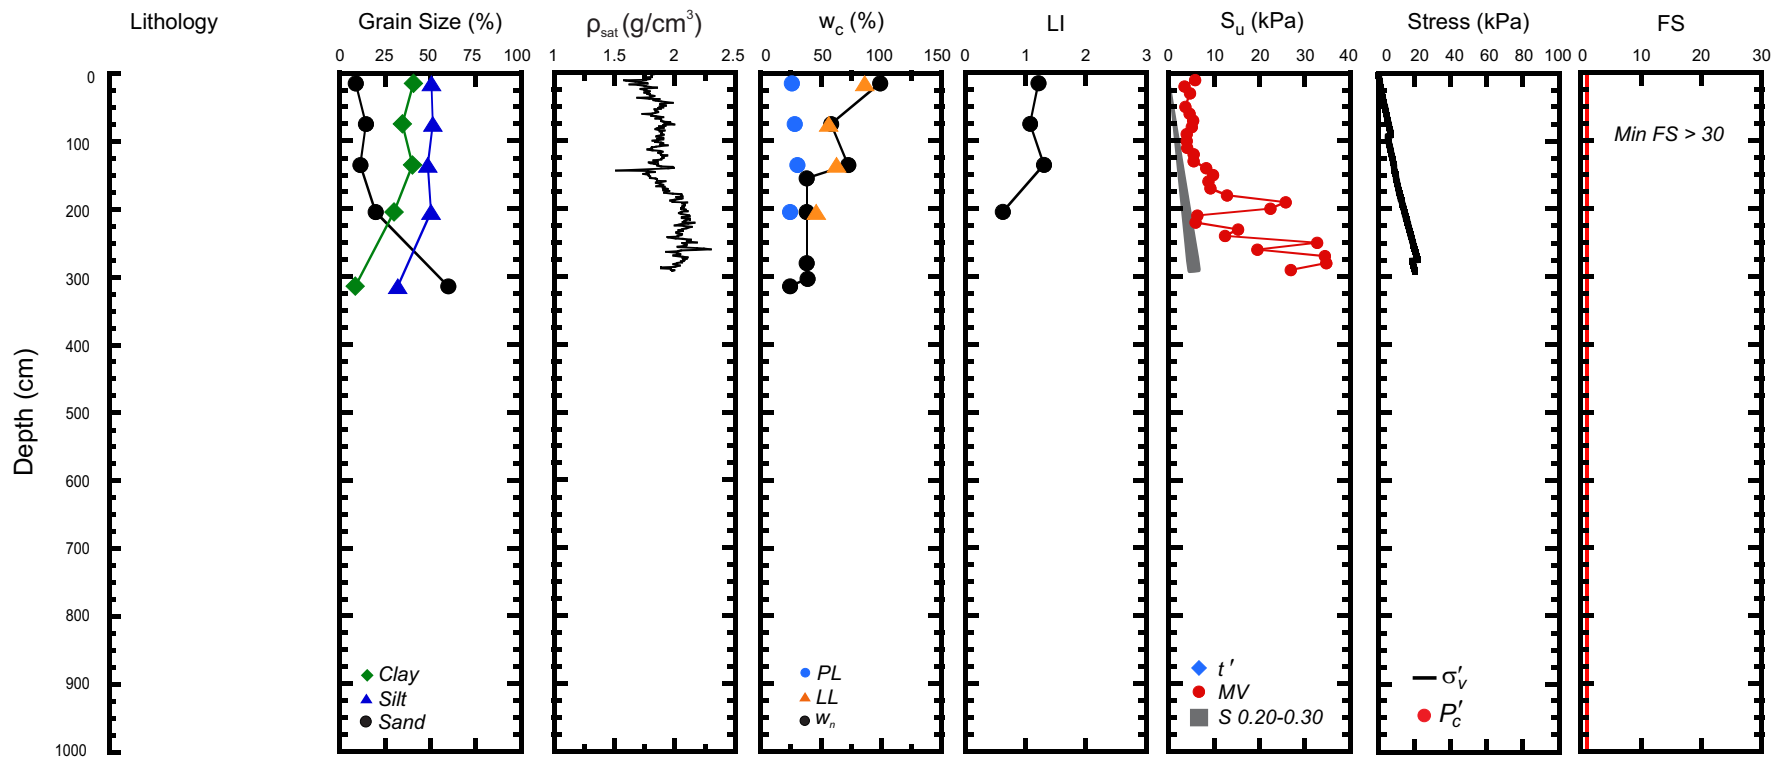 Lithology
Grain Size (%)
ρsat (g/cm³)
wc (%)
LI
Su (kPa)
Stress (kPa)
FS
0 25 50 75 100
1 1.5 2 2.5
0 50 100 150
0 1 2 3
0 10 20 30 40
0 20 40 60 80 100
0 10 20 30
Depth (cm)
0
100
200
300
400
500
600
700
800
900
1000
Min FS > 30
Clay
Silt
Sand
PL
LL
wn
t′
MV
S 0.20-0.30
σ′v
P′c